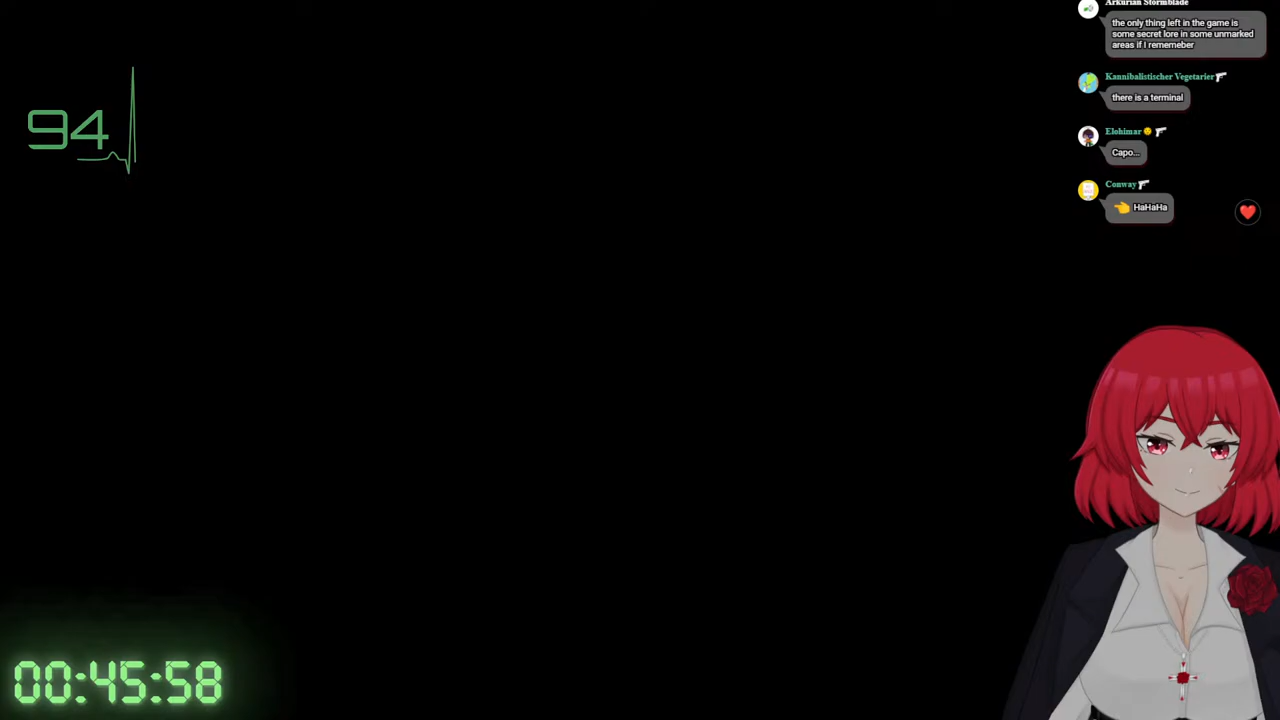 Arkurian Stormblade
the only thing left in the game is
some secret lore in some unmarked
areas if I rememeber
Kannibalistischer Vegetarier
there is a terminal
94
Elohimar
Capo...
Conway
HaHaHa
00:45:58